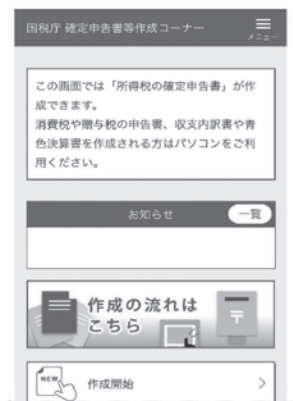 国税庁 確定申告書等作成コーナー
メニュー
この画面では「所得税の確定申告書」が作
成できます。
消費税や贈与税の申告書、収支内訳書や青
色決算書を作成される方はパソコンをご利
用ください。
お知らせ
一覧
作成の流れは
こちら
〒
NEW
作成開始